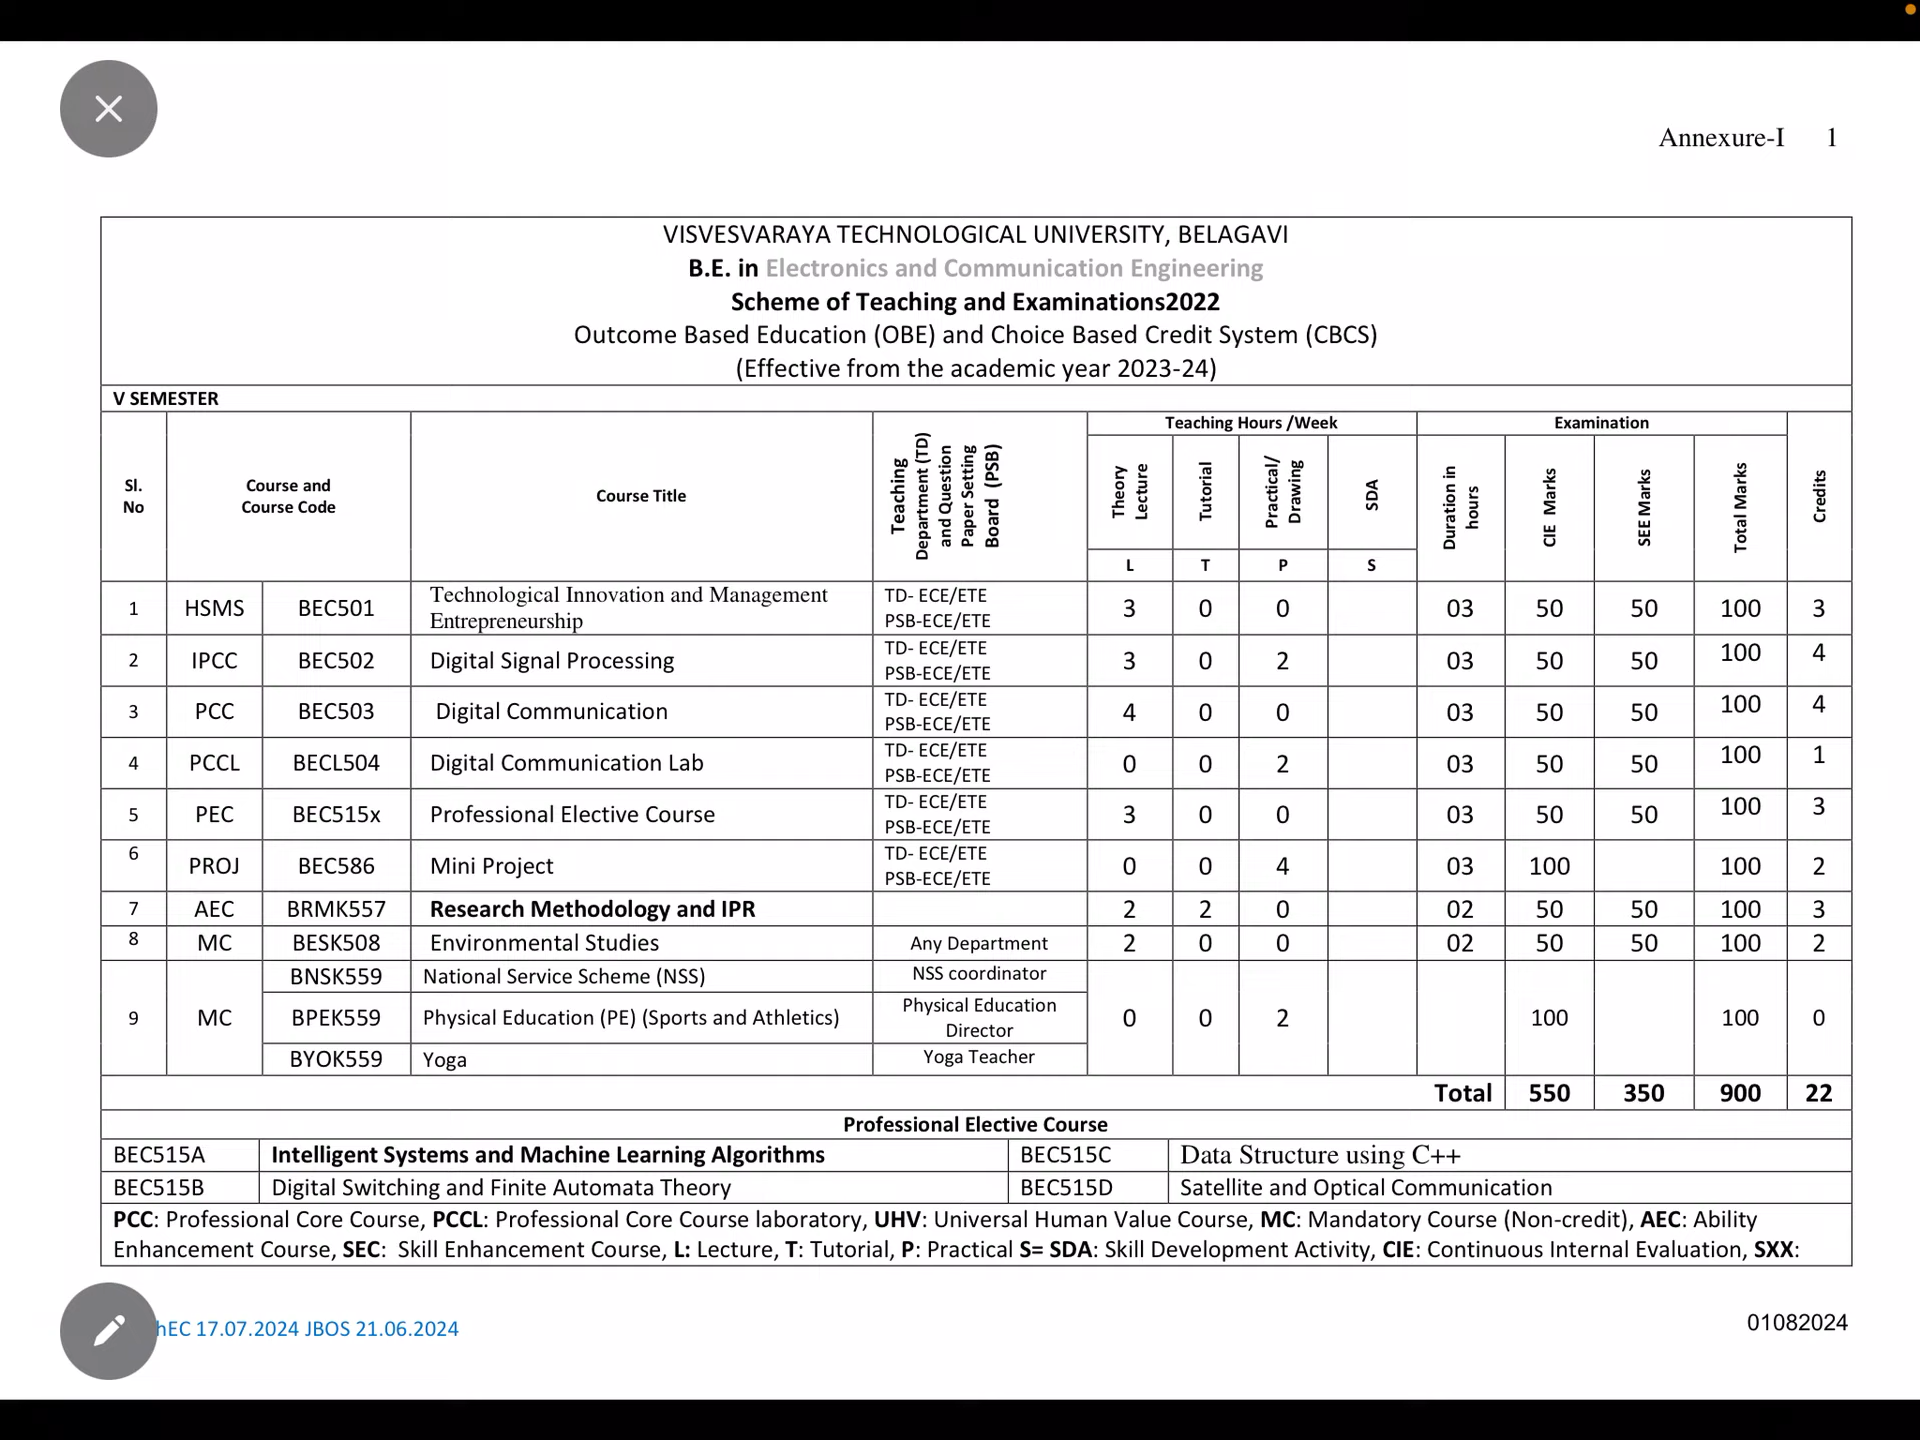 Annexure-I 1
VISVESVARAYA TECHNOLOGICAL UNIVERSITY, BELAGAVI
B.E. in Electronics and Communication Engineering
Scheme of Teaching and Examinations2022
Outcome Based Education (OBE) and Choice Based Credit System (CBCS)
(Effective from the academic year 2023-24)
V SEMESTER
Sl. No
Course and Course Code
Course Title
Teaching Department (TD) and Question Paper Setting Board (PSB)
Teaching Hours /Week
Examination
Theory Lecture
Tutorial
Practical/ Drawing
SDA
Duration in hours
CIE Marks
SEE Marks
Total Marks
Credits
L T P S
1 HSMS BEC501 Technological Innovation and Management Entrepreneurship TD- ECE/ETE PSB-ECE/ETE 3 0 0 03 50 50 100 3
2 IPCC BEC502 Digital Signal Processing TD- ECE/ETE PSB-ECE/ETE 3 0 2 03 50 50 100 4
3 PCC BEC503 Digital Communication TD- ECE/ETE PSB-ECE/ETE 4 0 0 03 50 50 100 4
4 PCCL BECL504 Digital Communication Lab TD- ECE/ETE PSB-ECE/ETE 0 0 2 03 50 50 100 1
5 PEC BEC515x Professional Elective Course TD- ECE/ETE PSB-ECE/ETE 3 0 0 03 50 50 100 3
6 PROJ BEC586 Mini Project TD- ECE/ETE PSB-ECE/ETE 0 0 4 03 100 100 2
7 AEC BRMK557 Research Methodology and IPR 2 2 0 02 50 50 100 3
8 MC BESK508 Environmental Studies Any Department 2 0 0 02 50 50 100 2
BNSK559 National Service Scheme (NSS) NSS coordinator
9 MC BPEK559 Physical Education (PE) (Sports and Athletics) Physical Education Director 0 0 2 100 100 0
BYOK559 Yoga Yoga Teacher
Total 550 350 900 22
Professional Elective Course
BEC515A Intelligent Systems and Machine Learning Algorithms BEC515C Data Structure using C++
BEC515B Digital Switching and Finite Automata Theory BEC515D Satellite and Optical Communication
PCC: Professional Core Course, PCCL: Professional Core Course laboratory, UHV: Universal Human Value Course, MC: Mandatory Course (Non-credit), AEC: Ability
Enhancement Course, SEC: Skill Enhancement Course, L: Lecture, T: Tutorial, P: Practical S= SDA: Skill Development Activity, CIE: Continuous Internal Evaluation, SXX:
hEC 17.07.2024 JBOS 21.06.2024
01082024